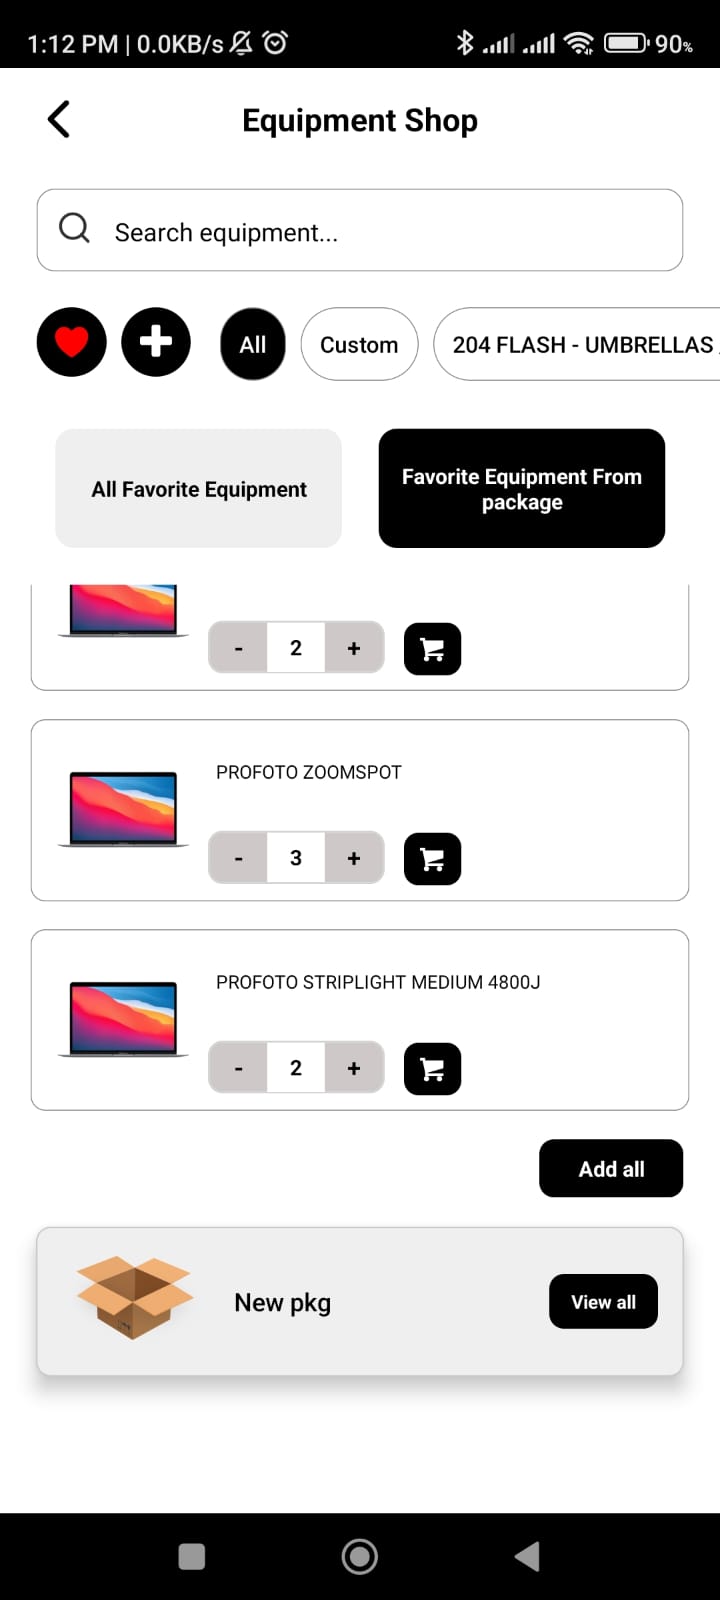 1:12 PM | 0.0KB/s 90%
Equipment Shop
Search equipment...
All Custom 204 FLASH - UMBRELLAS
All Favorite Equipment
Favorite Equipment From
package
- 2 +
PROFOTO ZOOMSPOT
- 3 +
PROFOTO STRIPLIGHT MEDIUM 4800J
- 2 +
Add all
New pkg View all